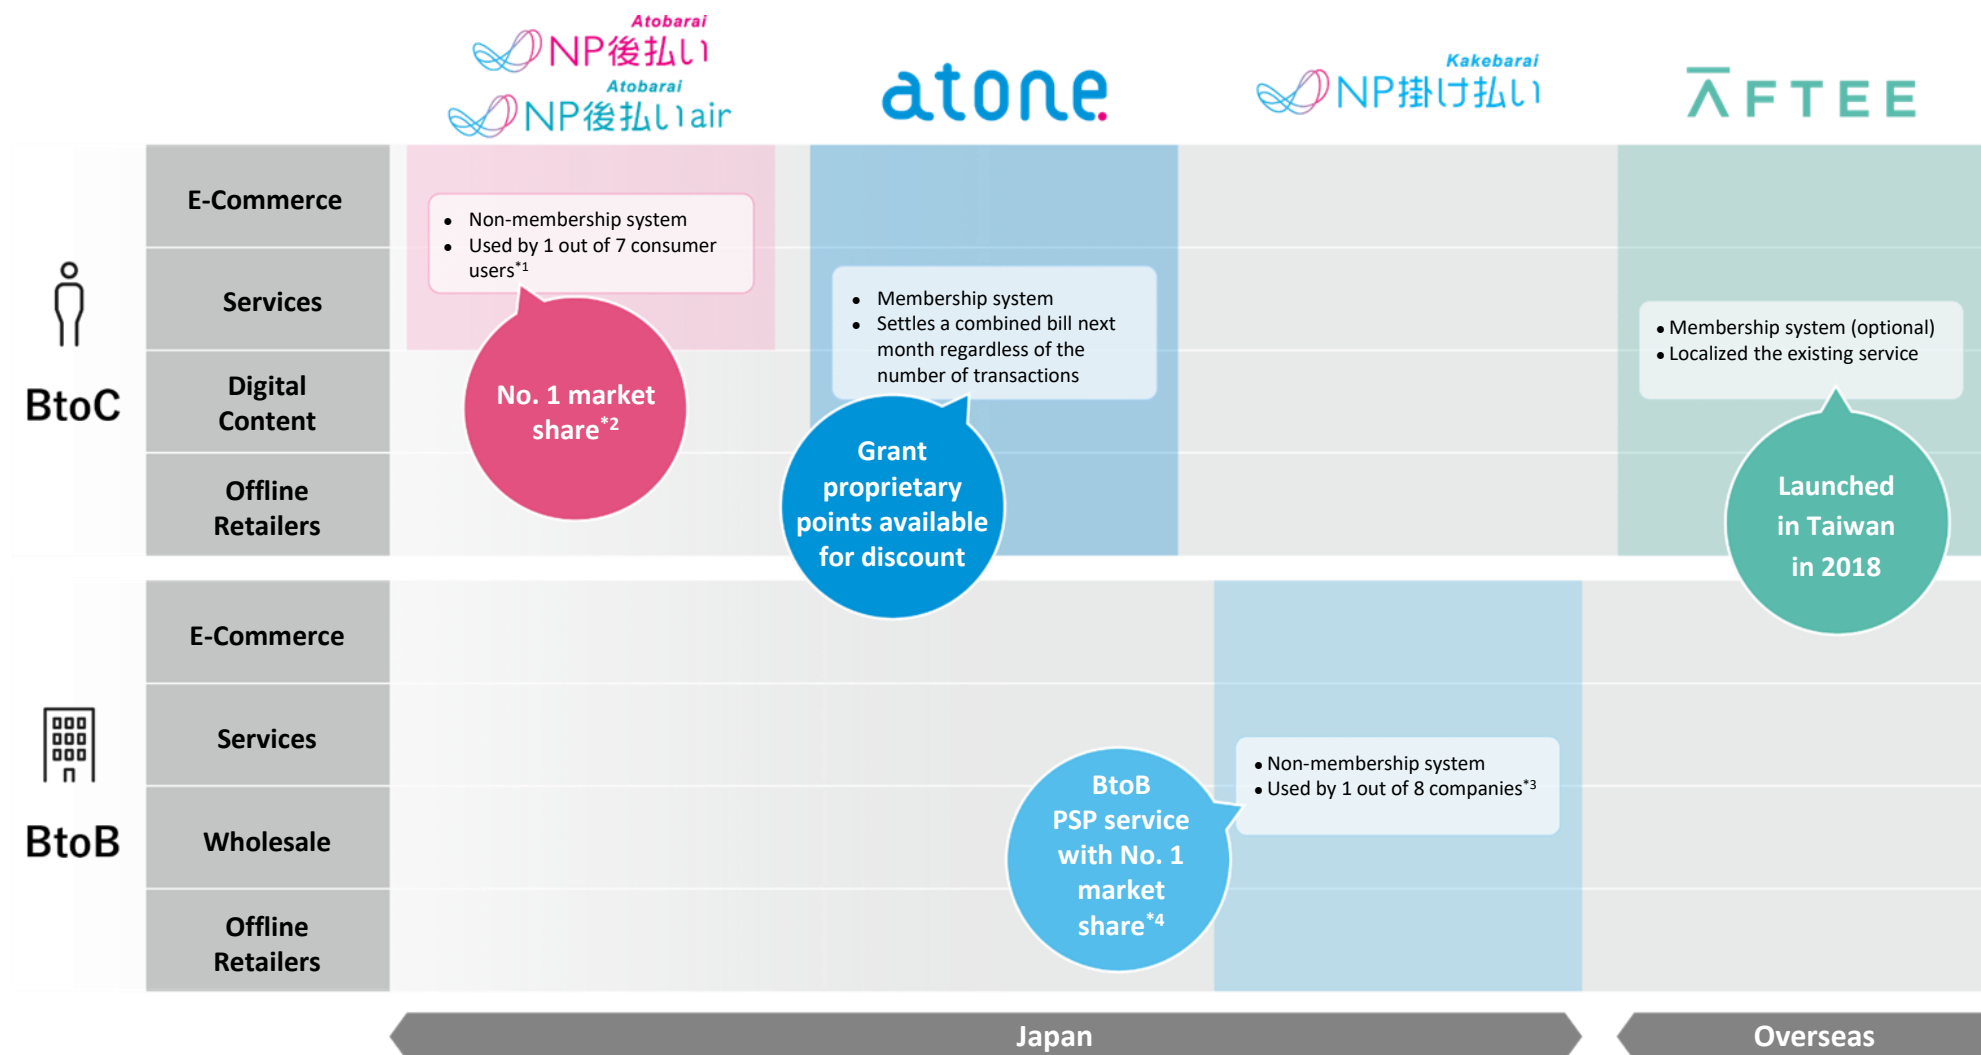 Atobarai
NP後払い
Atobarai
NP後払いair
atone.
Kakebarai
NP掛け払い
AFTEE
BtoC
E-Commerce
Services
Digital
Content
Offline
Retailers
• Non-membership system
• Used by 1 out of 7 consumer
users*1
No. 1 market
share*2
• Membership system
• Settles a combined bill next
month regardless of the
number of transactions
Grant
proprietary
points available
for discount
• Membership system (optional)
• Localized the existing service
Launched
in Taiwan
in 2018
BtoB
E-Commerce
Services
Wholesale
Offline
Retailers
BtoB
PSP service
with No. 1
market
share*4
• Non-membership system
• Used by 1 out of 8 companies*3
Japan
Overseas